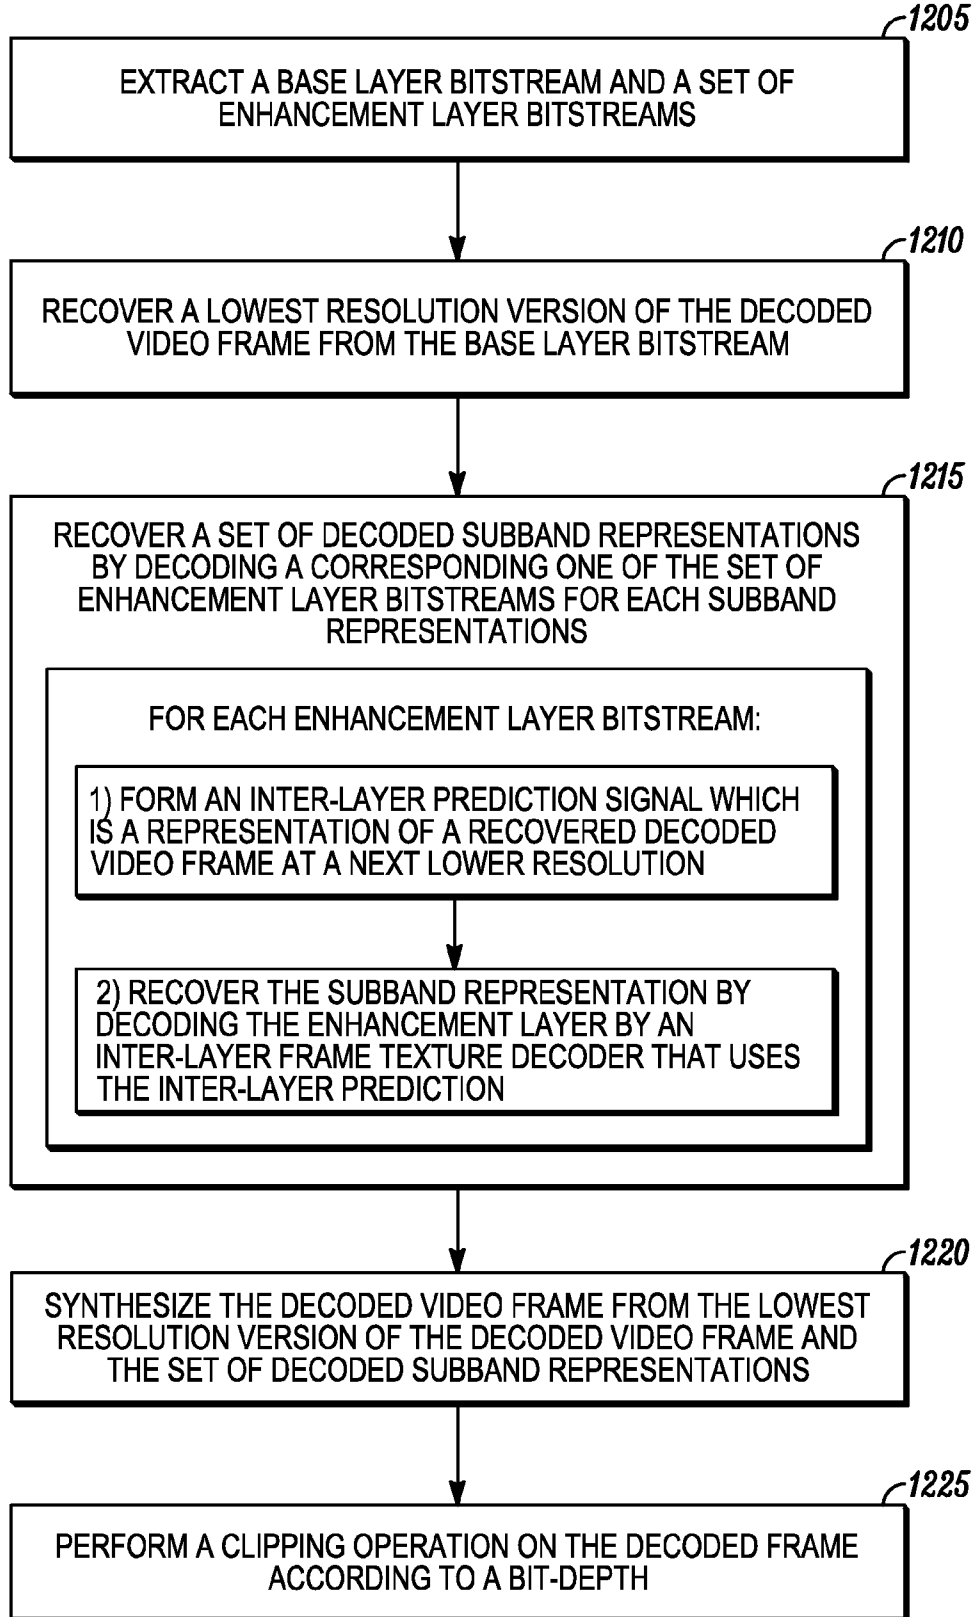 1205
EXTRACT A BASE LAYER BITSTREAM AND A SET OF
ENHANCEMENT LAYER BITSTREAMS
1210
RECOVER A LOWEST RESOLUTION VERSION OF THE DECODED
VIDEO FRAME FROM THE BASE LAYER BITSTREAM
1215
RECOVER A SET OF DECODED SUBBAND REPRESENTATIONS
BY DECODING A CORRESPONDING ONE OF THE SET OF
ENHANCEMENT LAYER BITSTREAMS FOR EACH SUBBAND
REPRESENTATIONS
FOR EACH ENHANCEMENT LAYER BITSTREAM:
1) FORM AN INTER-LAYER PREDICTION SIGNAL WHICH
IS A REPRESENTATION OF A RECOVERED DECODED
VIDEO FRAME AT A NEXT LOWER RESOLUTION
2) RECOVER THE SUBBAND REPRESENTATION BY
DECODING THE ENHANCEMENT LAYER BY AN
INTER-LAYER FRAME TEXTURE DECODER THAT USES
THE INTER-LAYER PREDICTION
1220
SYNTHESIZE THE DECODED VIDEO FRAME FROM THE LOWEST
RESOLUTION VERSION OF THE DECODED VIDEO FRAME AND
THE SET OF DECODED SUBBAND REPRESENTATIONS
1225
PERFORM A CLIPPING OPERATION ON THE DECODED FRAME
ACCORDING TO A BIT-DEPTH